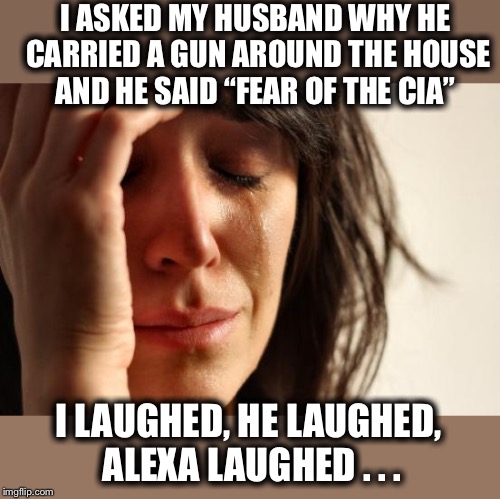 I ASKED MY HUSBAND WHY HE
CARRIED A GUN AROUND THE HOUSE
AND HE SAID “FEAR OF THE CIA”
I LAUGHED, HE LAUGHED,
ALEXA LAUGHED . . .
imgflip.com